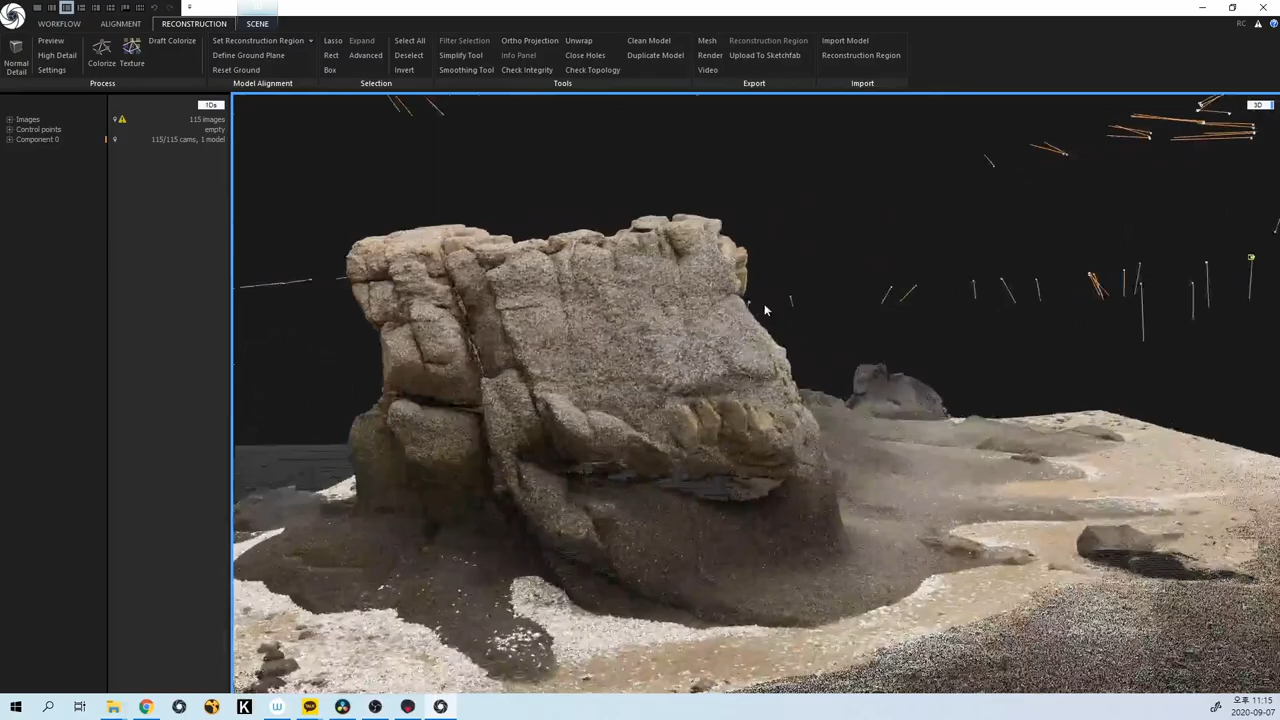 WORKFLOW ALIGNMENT RECONSTRUCTION SCENE
RC
Normal Detail
Preview
High Detail
Settings
Colorize
Texture
Draft Colorize
Process
Set Reconstruction Region
Define Ground Plane
Reset Ground
Model Alignment
Lasso Expand Select All
Rect Advanced Deselect
Box Invert
Selection
Filter Selection Ortho Projection Unwrap Clean Model
Simplify Tool Info Panel Close Holes Duplicate Model
Smoothing Tool Check Integrity Check Topology
Tools
Mesh Reconstruction Region
Render Upload To Sketchfab
Video
Export
Import Model
Reconstruction Region
Import
1Ds
Images 115 images
Control points empty
Component 0 115/115 cams, 1 model
3D
K
W
TALK
오후 11:15
2020-09-07